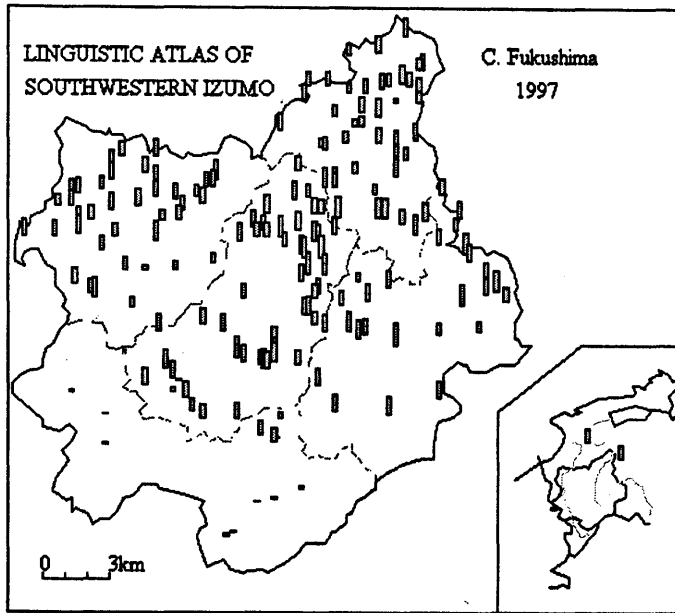 LINGUISTIC ATLAS OF
SOUTHWESTERN IZUMO
C. Fukushima
1997
0 3km